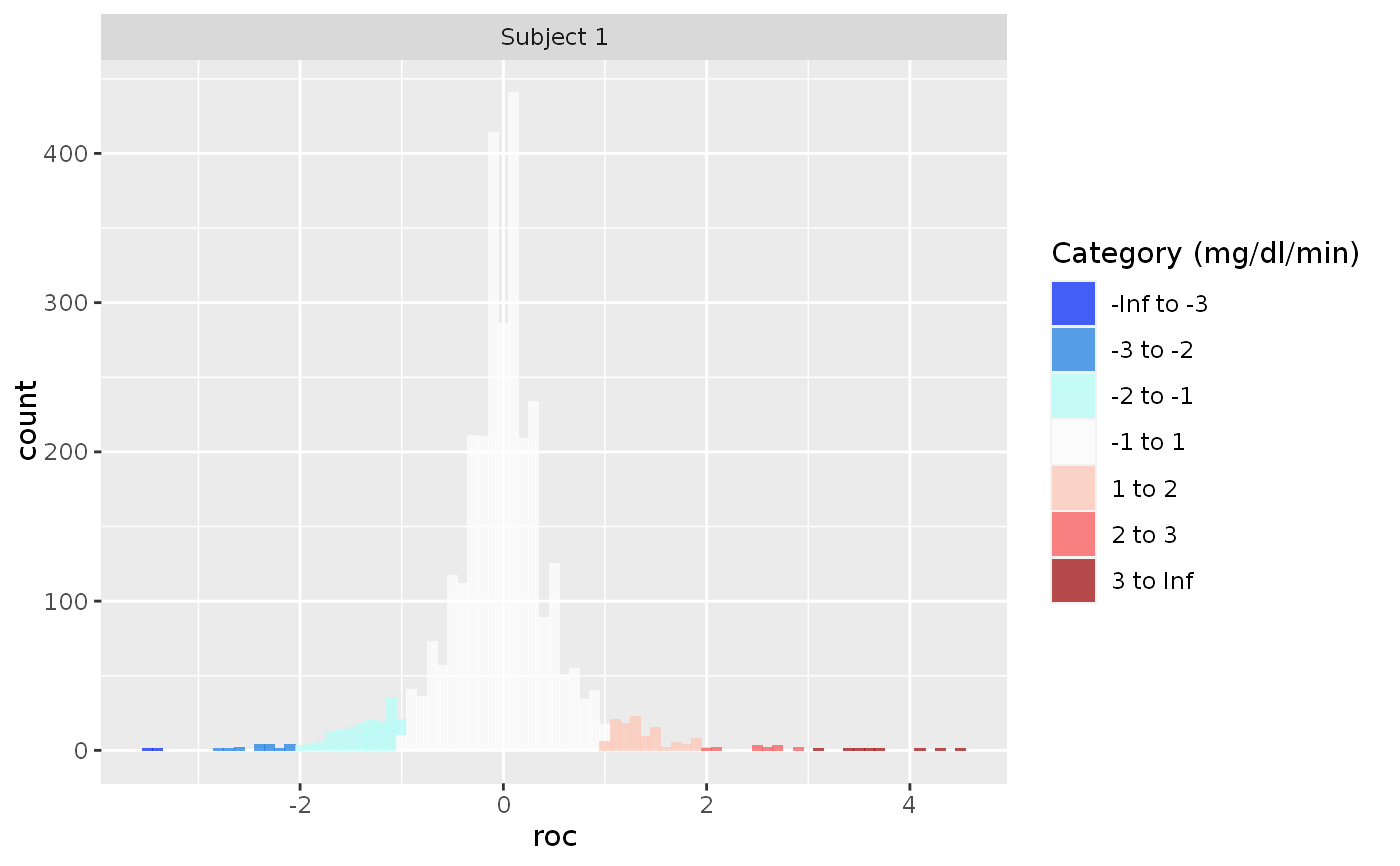 Subject 1
400
300
200
100
0
count
-2
0
2
4
roc
Category (mg/dl/min)
-Inf to -3
-3 to -2
-2 to -1
-1 to 1
1 to 2
2 to 3
3 to Inf